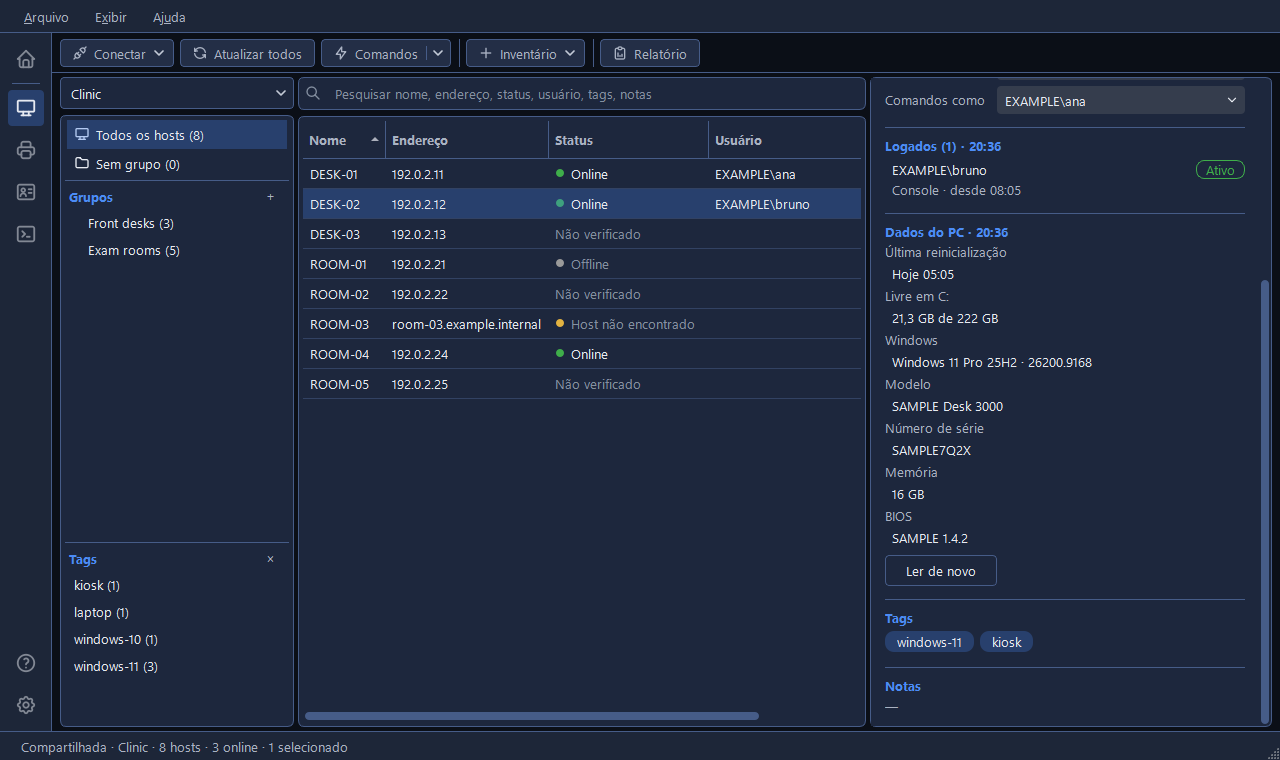 Arquivo Exibir Ajuda
Conectar Atualizar todos Comandos Inventário Relatório
Clinic
Todos os hosts (8)
Sem grupo (0)
Grupos +
Front desks (3)
Exam rooms (5)
Tags ×
kiosk (1)
laptop (1)
windows-10 (1)
windows-11 (3)
Pesquisar nome, endereço, status, usuário, tags, notas
Nome Endereço Status Usuário
DESK-01 192.0.2.11 Online EXAMPLE\ana
DESK-02 192.0.2.12 Online EXAMPLE\bruno
DESK-03 192.0.2.13 Não verificado
ROOM-01 192.0.2.21 Offline
ROOM-02 192.0.2.22 Não verificado
ROOM-03 room-03.example.internal Host não encontrado
ROOM-04 192.0.2.24 Online
ROOM-05 192.0.2.25 Não verificado
Comandos como EXAMPLE\ana
Logados (1) · 20:36
EXAMPLE\bruno Ativo
Console · desde 08:05
Dados do PC · 20:36
Última reinicialização
Hoje 05:05
Livre em C:
21,3 GB de 222 GB
Windows
Windows 11 Pro 25H2 · 26200.9168
Modelo
SAMPLE Desk 3000
Número de série
SAMPLE7Q2X
Memória
16 GB
BIOS
SAMPLE 1.4.2
Ler de novo
Tags
windows-11 kiosk
Notas
—
Compartilhada · Clinic · 8 hosts · 3 online · 1 selecionado